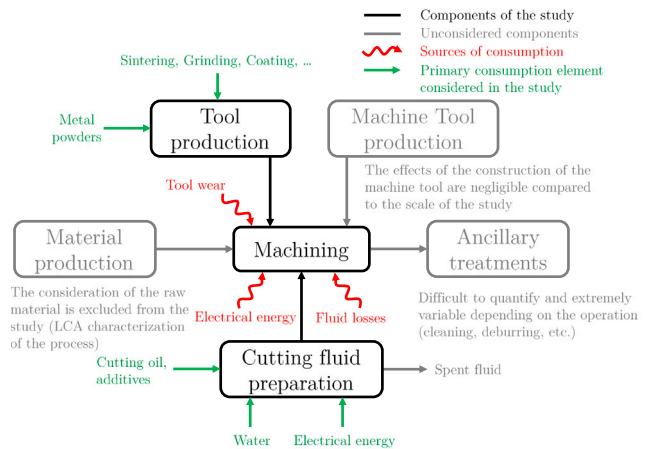 Components of the study
Unconsidered components
Sources of consumption
Primary consumption element
considered in the study
Sintering, Grinding, Coating, ...
Metal
powders
Tool
production
Machine Tool
production
The effects of the construction of the
machine tool are negligible compared
to the scale of the study
Tool wear
Material
production
Machining
Ancillary
treatments
The consideration of the raw
material is excluded from the
study (LCA characterization
of the process)
Electrical energy
Fluid losses
Difficult to quantify and extremely
variable depending on the operation
(cleaning, deburring, etc.)
Cutting oil,
additives
Cutting fluid
preparation
Spent fluid
Water
Electrical energy